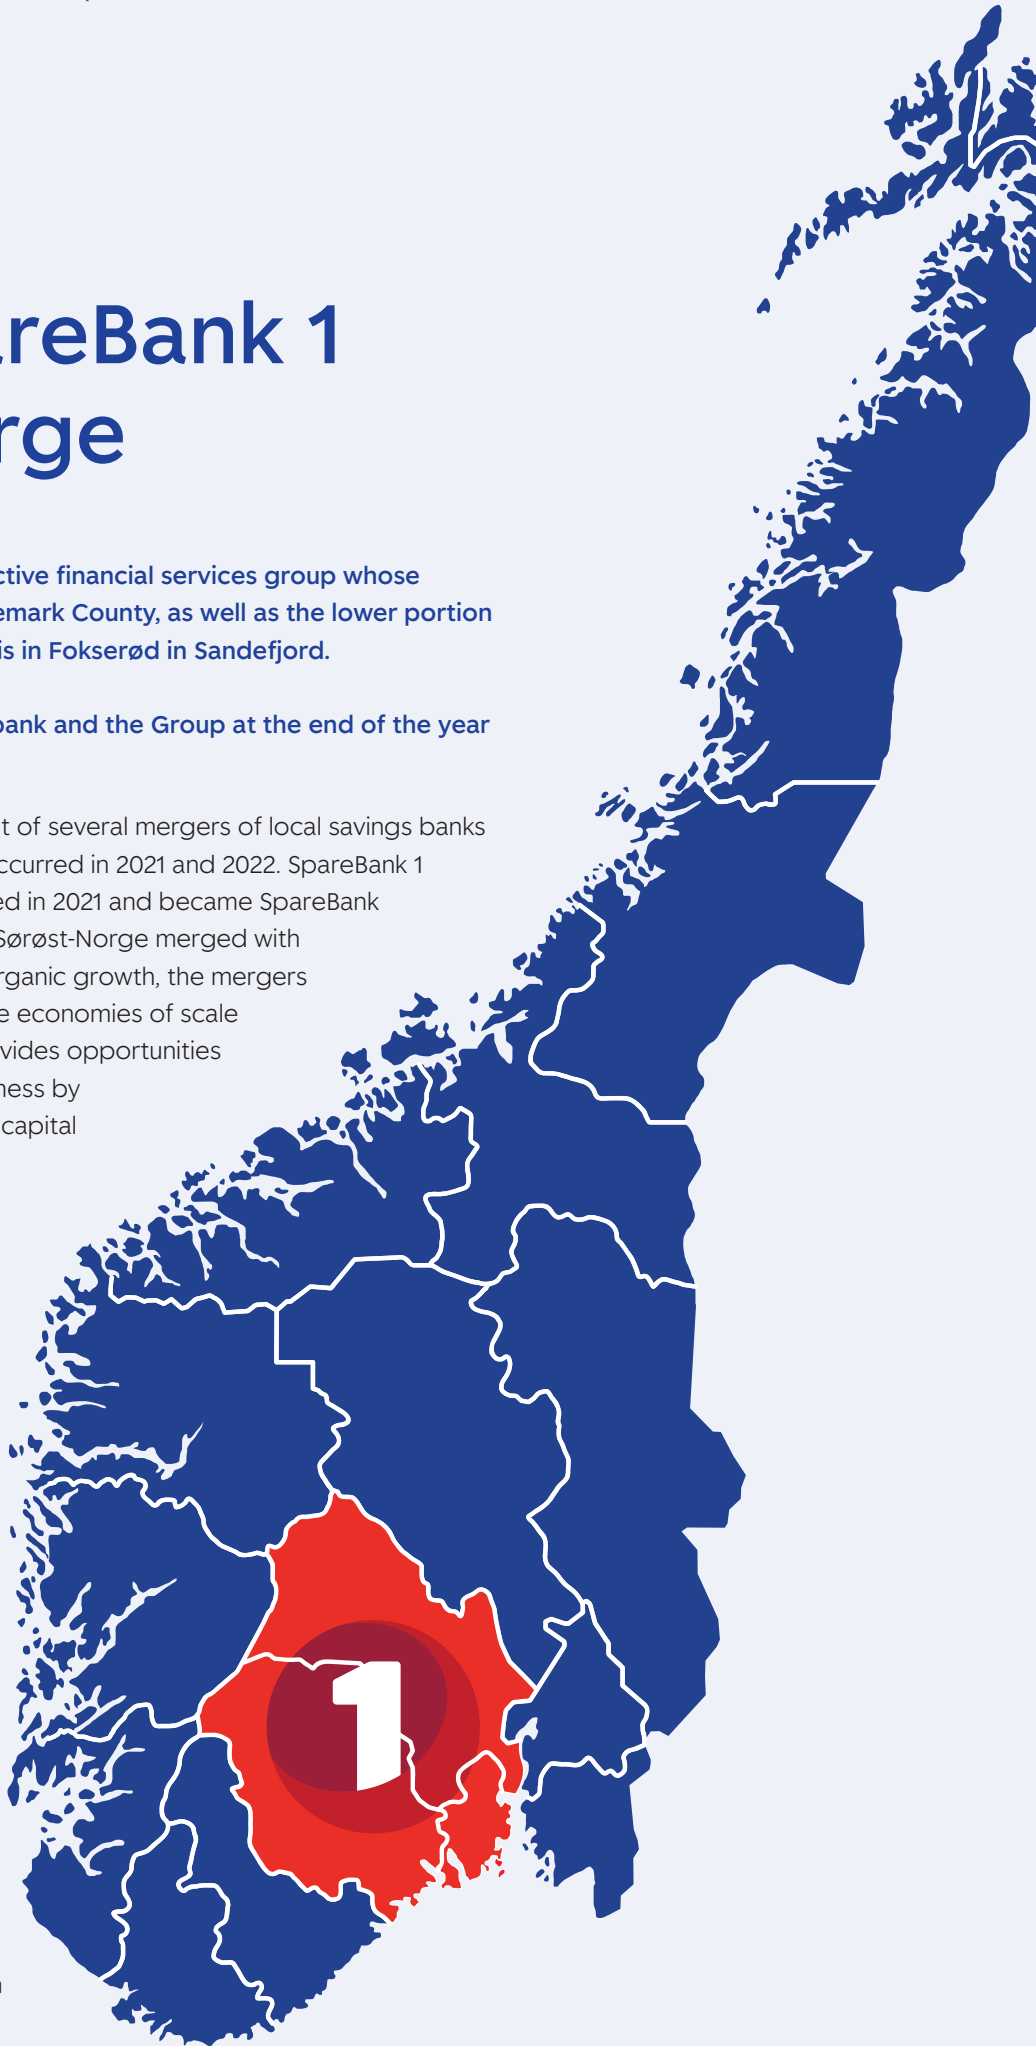 areBank 1
rge
ctive financial services group whose
emark County, as well as the lower portion
is in Fokserød in Sandefjord.
bank and the Group at the end of the year
t of several mergers of local savings banks
ccurred in 2021 and 2022. SpareBank 1
ed in 2021 and became SpareBank
Sørøst-Norge merged with
rganic growth, the mergers
e economies of scale
vides opportunities
ness by
capital
1